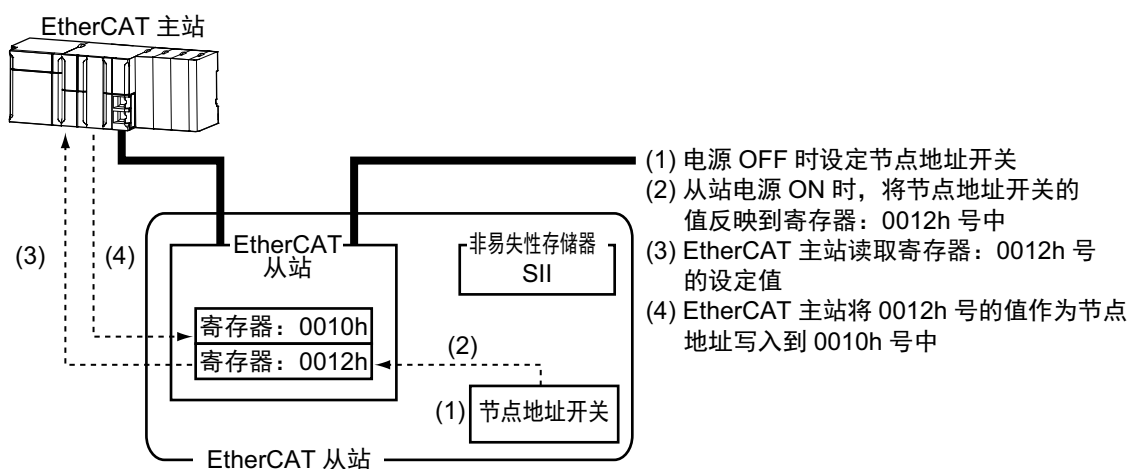 EtherCAT 主站
(1) 电源 OFF 时设定节点地址开关
(2) 从站电源 ON 时，将节点地址开关的
值反映到寄存器：0012h 号中
(3) EtherCAT 主站读取寄存器：0012h 号
的设定值
(4) EtherCAT 主站将 0012h 号的值作为节点
地址写入到 0010h 号中
(3)
(4)
EtherCAT
从站
非易失性存储器
SII
寄存器：0010h
寄存器：0012h
(2)
(1)
节点地址开关
EtherCAT 从站